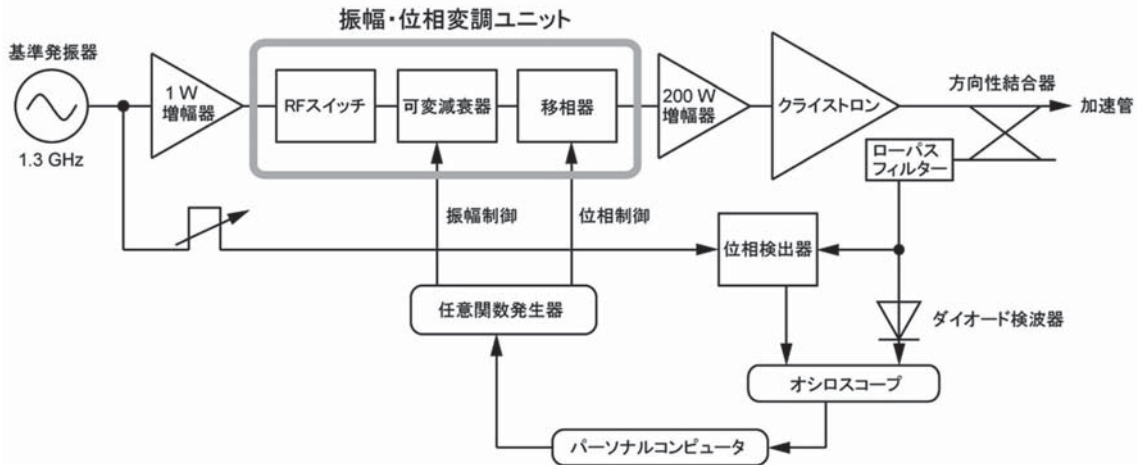 振幅・位相変調ユニット
基準発振器
1.3 GHz
1 W
増幅器
RFスイッチ
可変減衰器
移相器
200 W
増幅器
クライストロン
方向性結合器
加速管
ローパス
フィルター
振幅制御
位相制御
位相検出器
任意関数発生器
ダイオード検波器
オシロスコープ
パーソナルコンピュータ